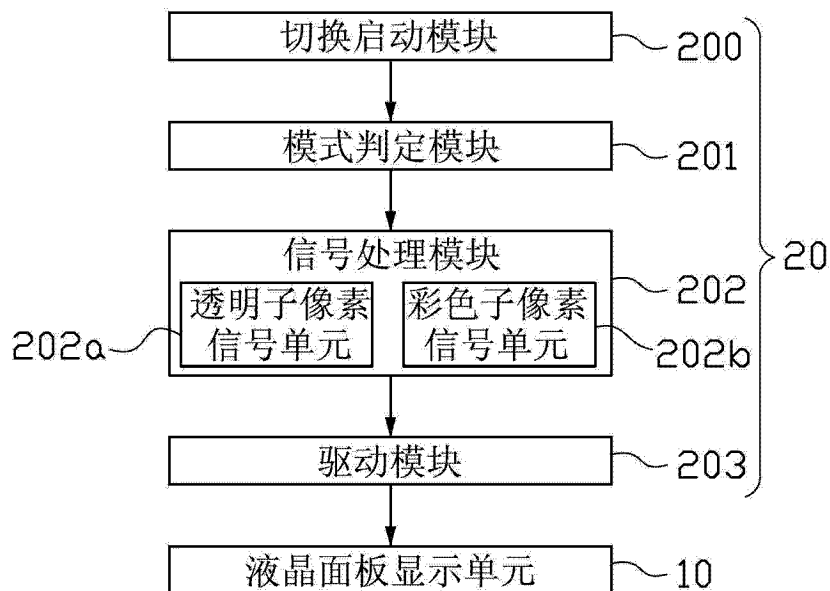 切换启动模块
200
模式判定模块
201
信号处理模块
202
20
透明子像素
信号单元
202a
彩色子像素
信号单元
202b
驱动模块
203
液晶面板显示单元
10